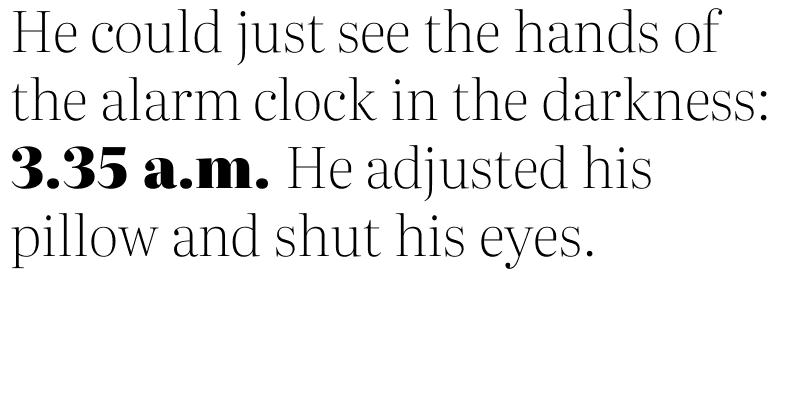 He could just see the hands of
the alarm clock in the darkness:
3.35 a.m. He adjusted his
pillow and shut his eyes.